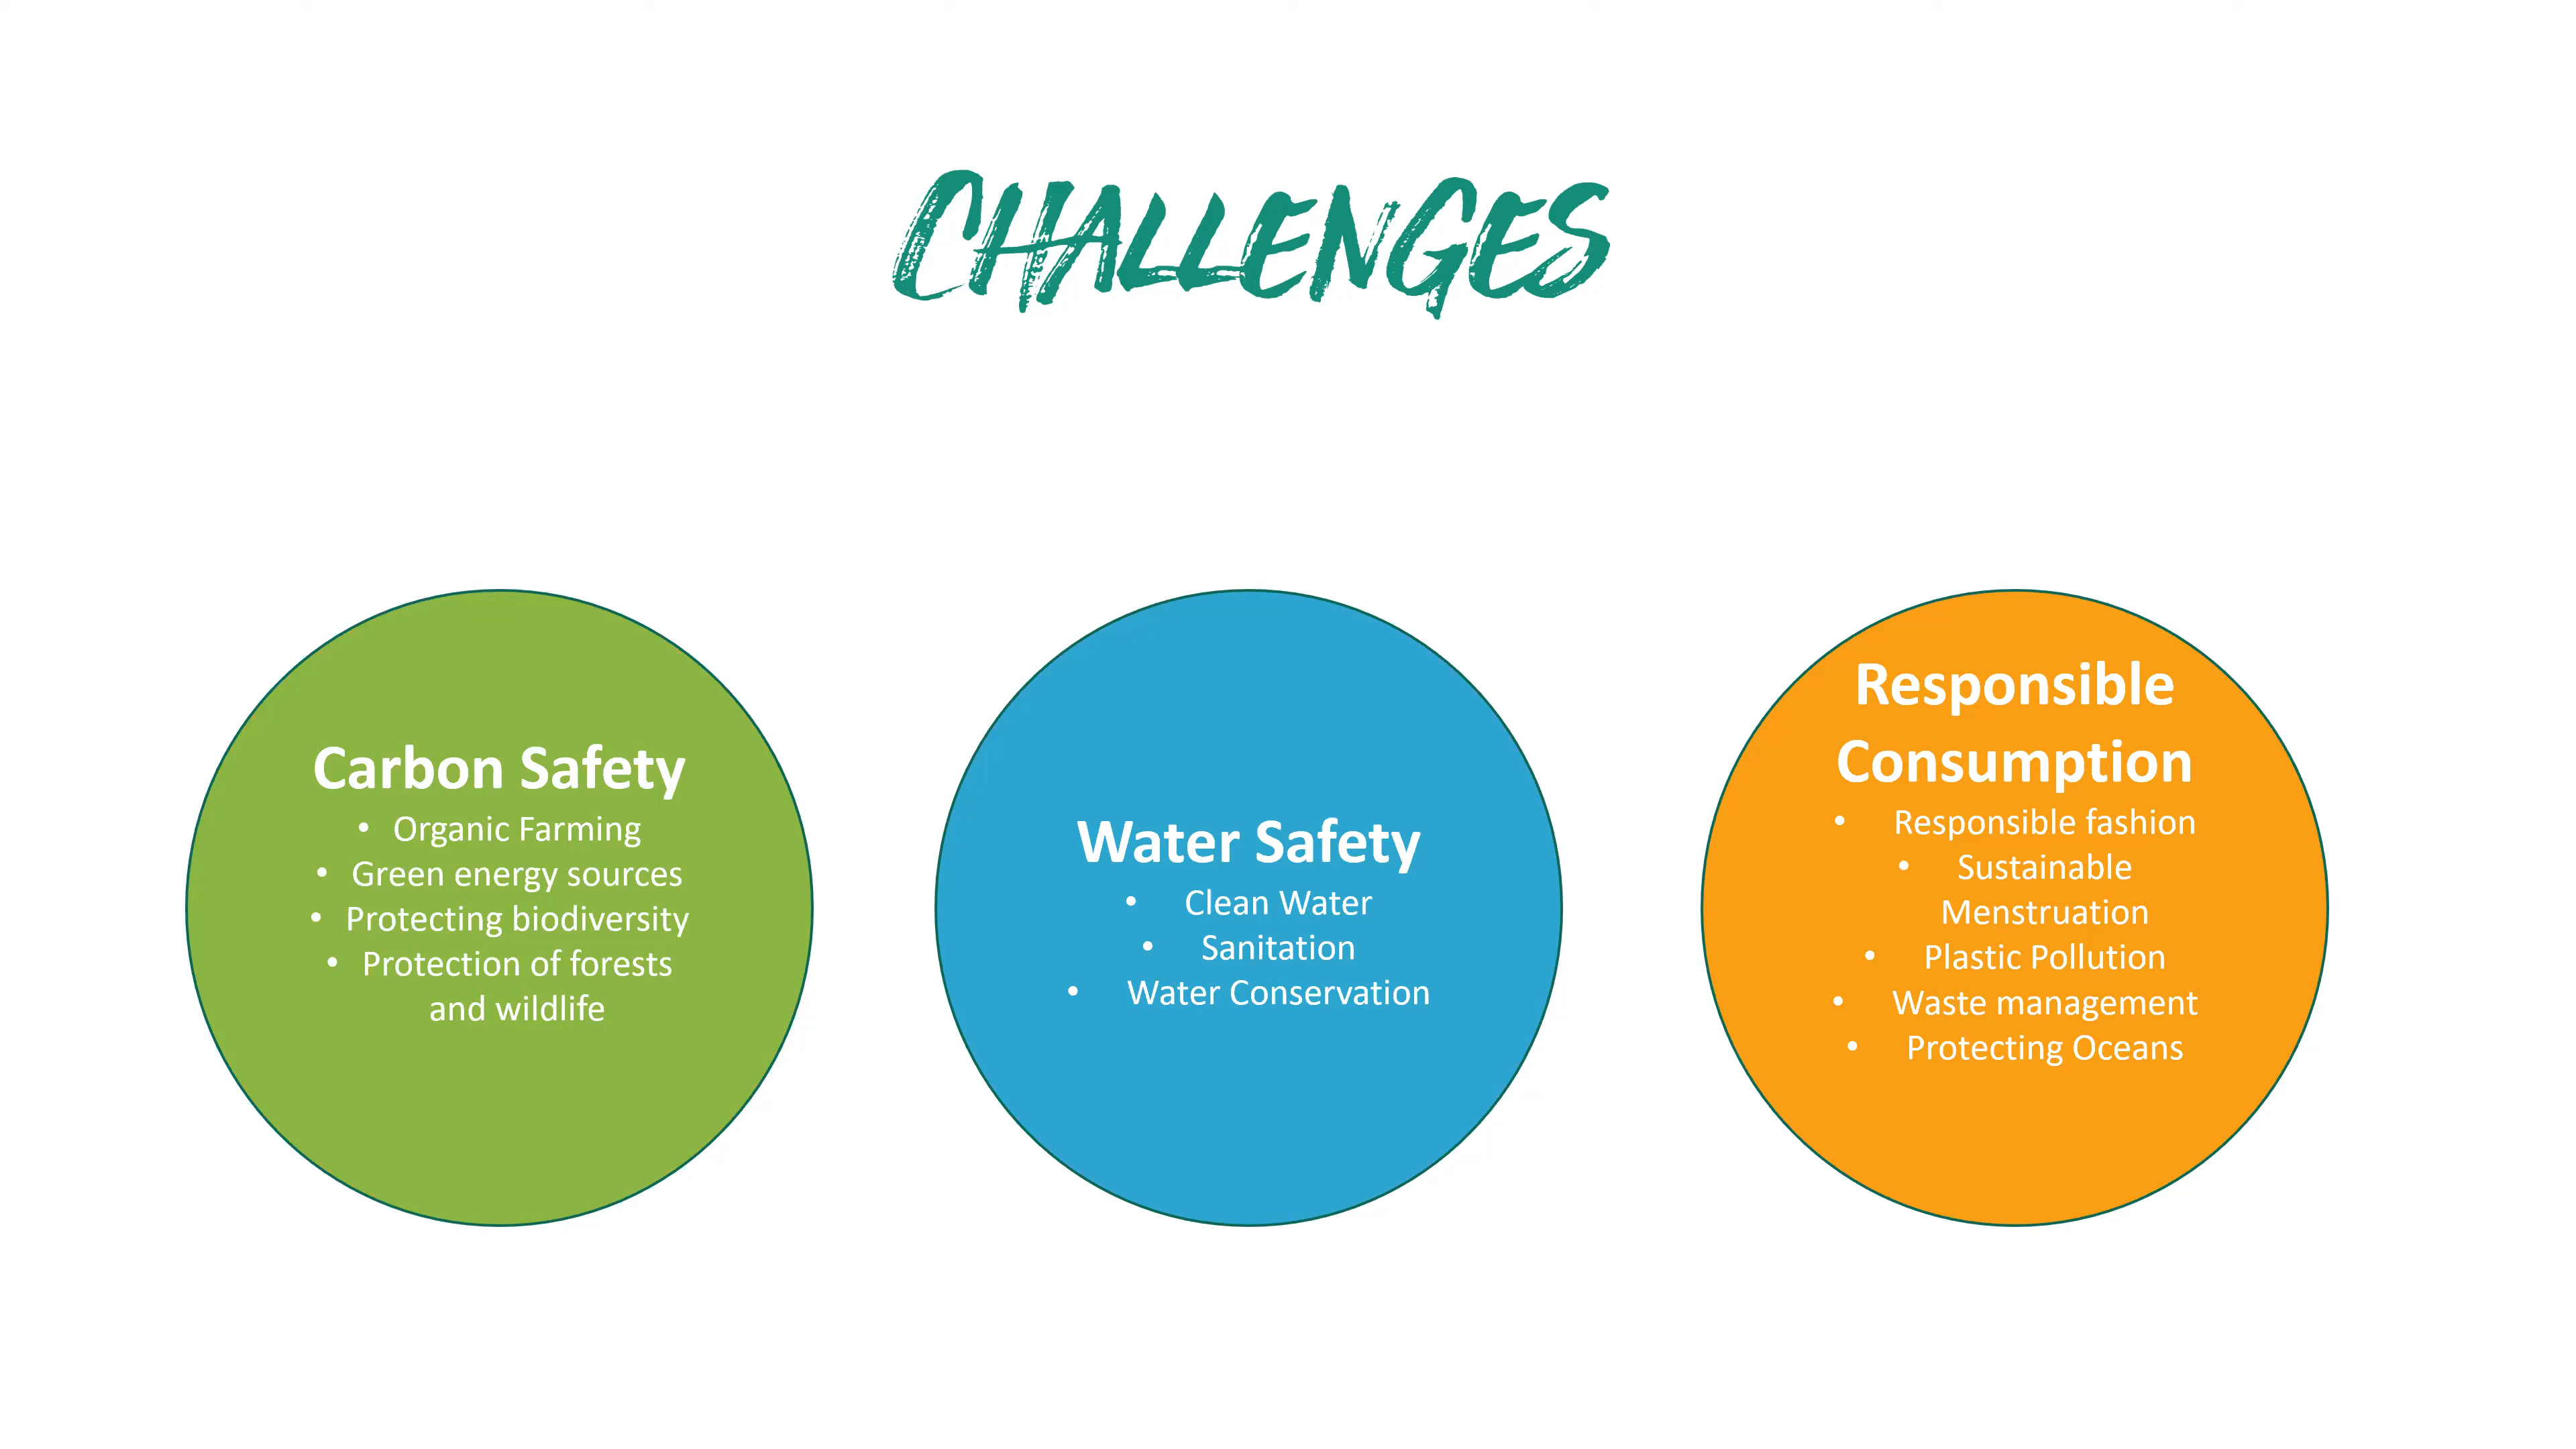 CHALLENGES
Carbon Safety
• Organic Farming
• Green energy sources
• Protecting biodiversity
• Protection of forests
and wildlife
Water Safety
• Clean Water
• Sanitation
• Water Conservation
Responsible
Consumption
• Responsible fashion
• Sustainable
Menstruation
• Plastic Pollution
• Waste management
• Protecting Oceans